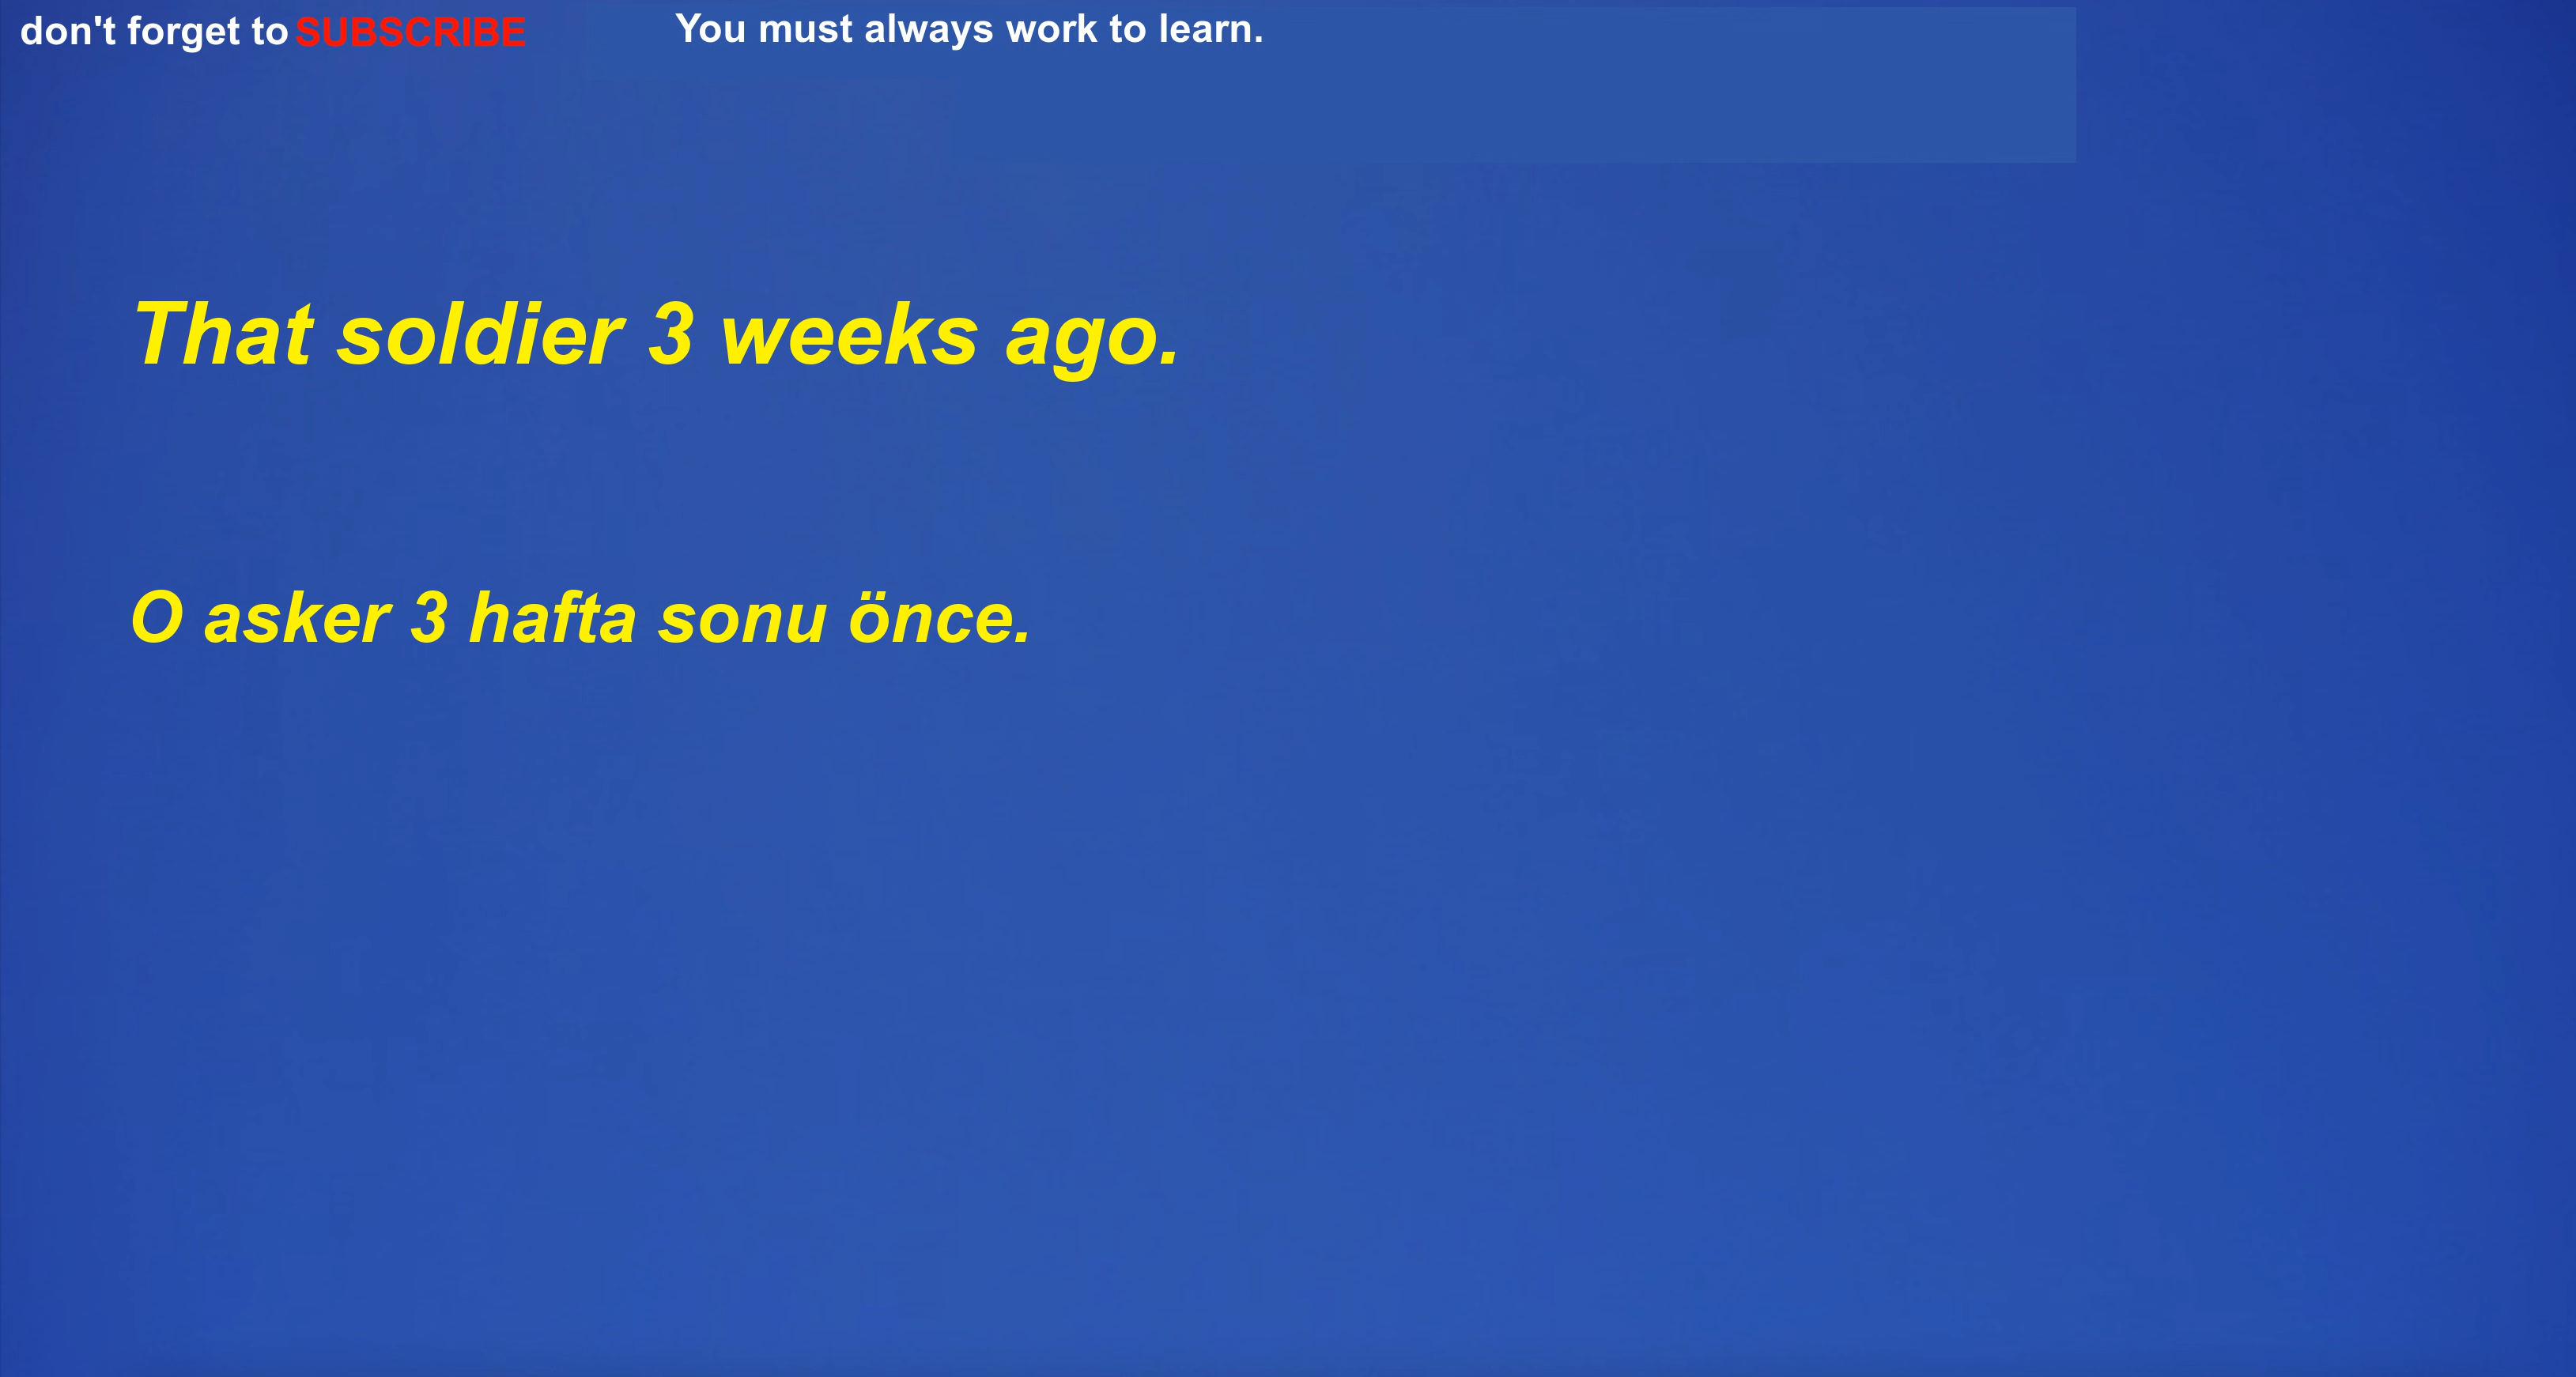 don't forget to SUBSCRIBE You must always work to learn.
That soldier 3 weeks ago.
O asker 3 hafta sonu önce.